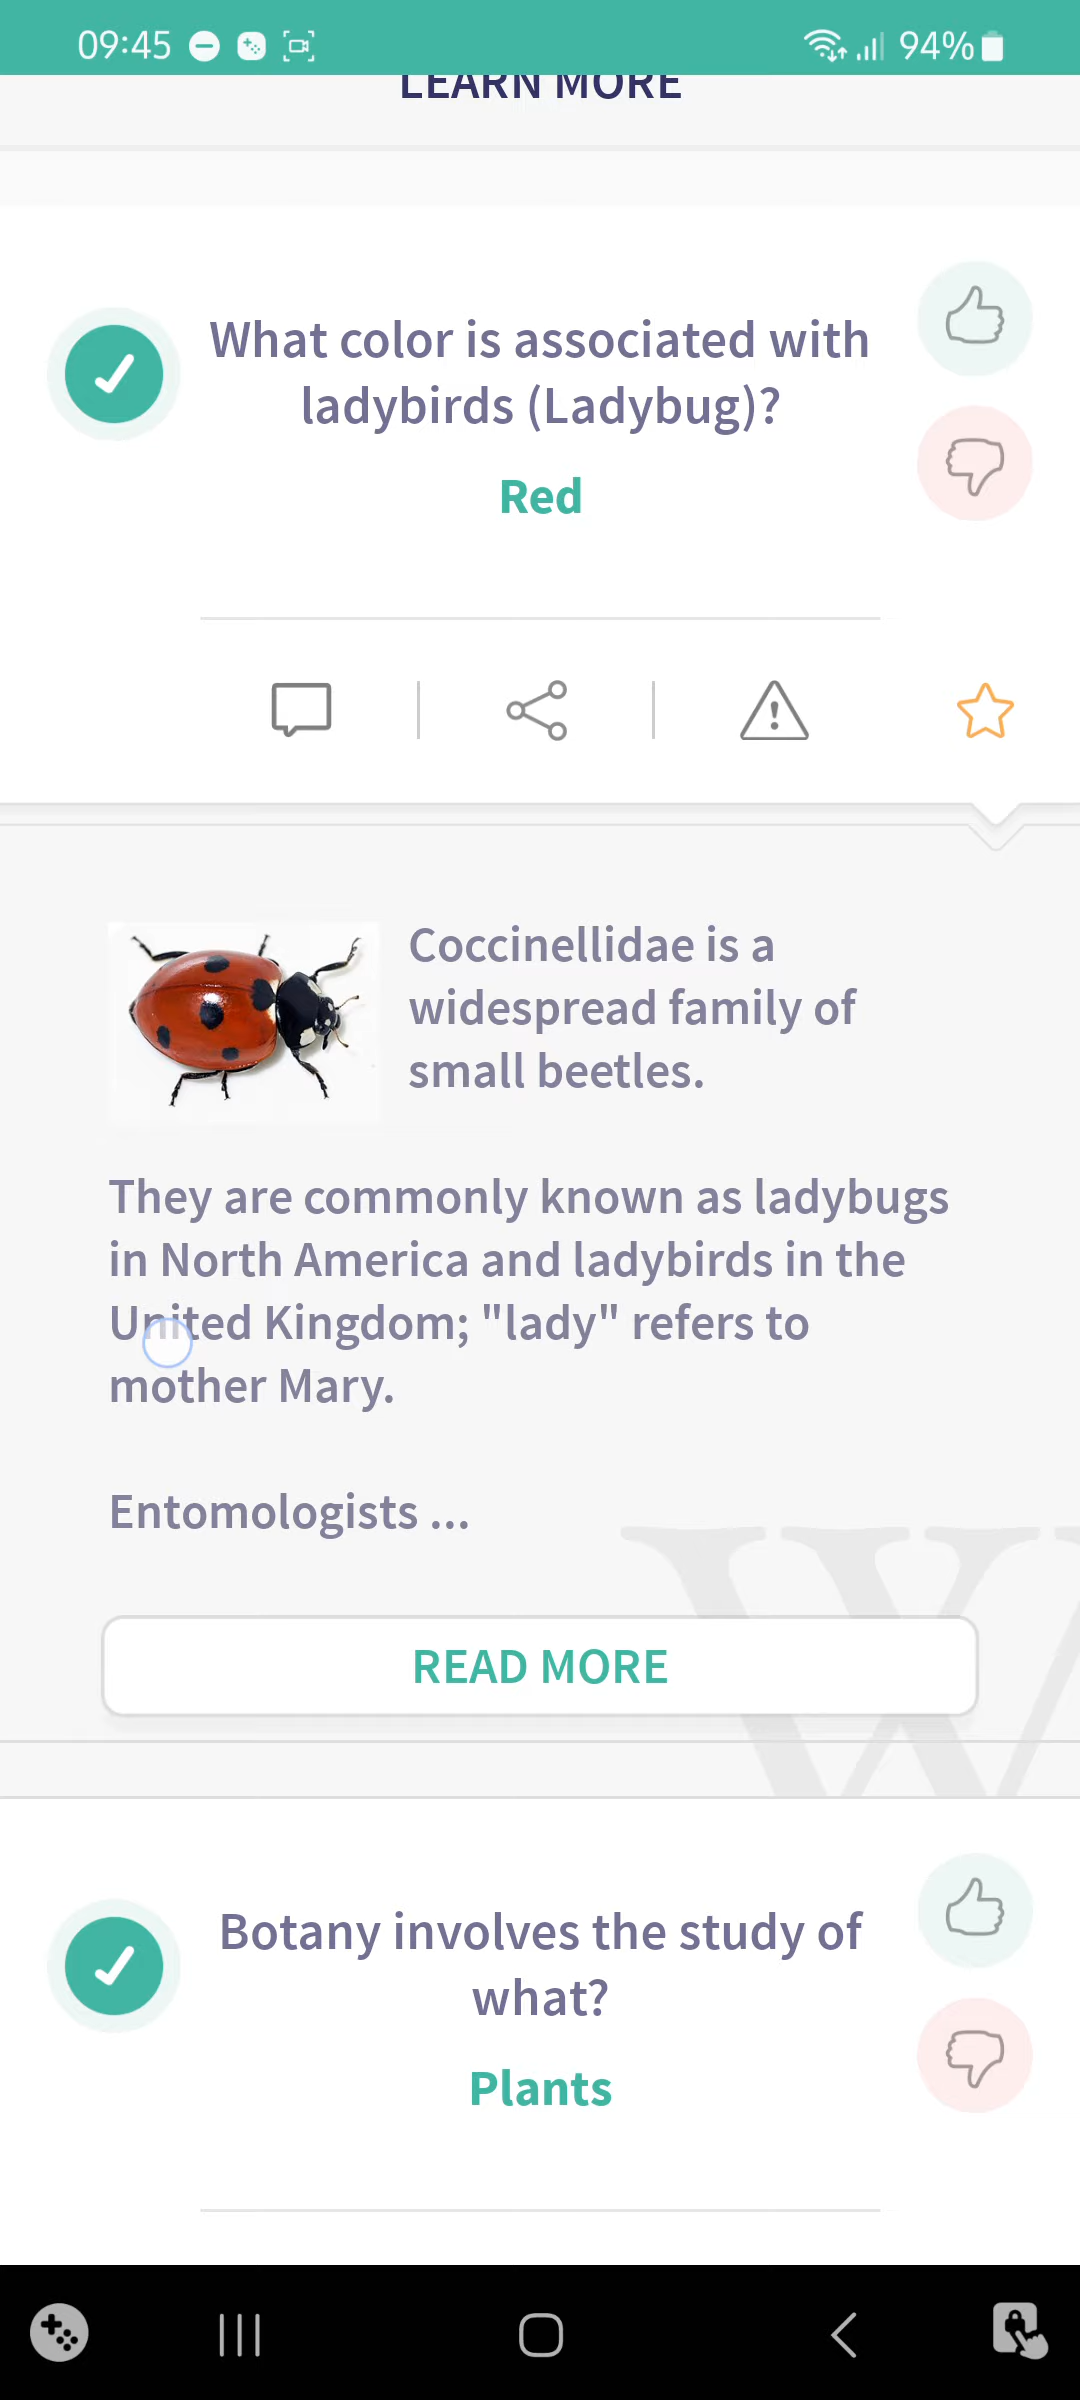 09:45
94%
LEARN MORE
What color is associated with
ladybirds (Ladybug)?
Red
Coccinellidae is a
widespread family of
small beetles.
They are commonly known as ladybugs
in North America and ladybirds in the
United Kingdom; "lady" refers to
mother Mary.
Entomologists ...
READ MORE
W
Botany involves the study of
what?
Plants